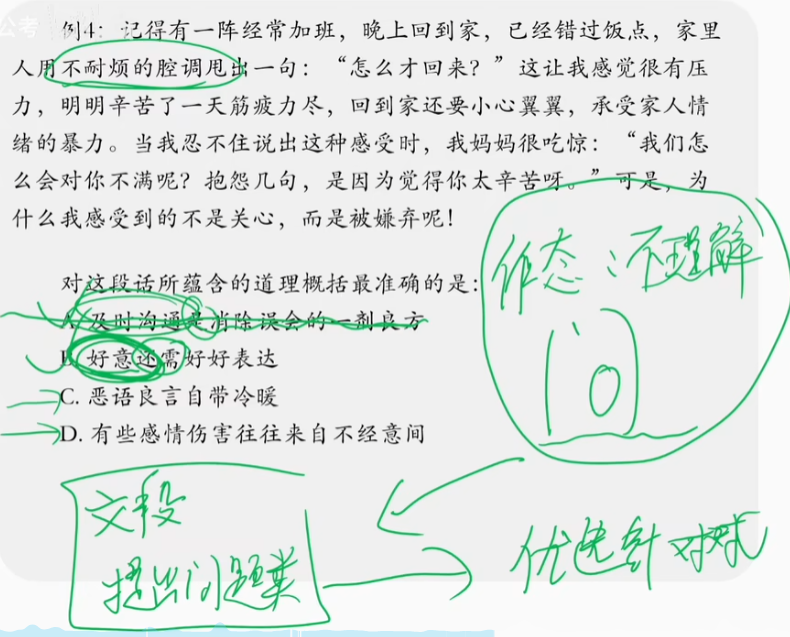 公考
例4：记得有一阵经常加班，晚上回到家，已经错过饭点，家里
人用不耐烦的腔调甩出一句：“怎么才回来？”这让我感觉很有压
力，明明辛苦了一天筋疲力尽，回到家还要小心翼翼，承受家人情
绪的暴力。当我忍不住说出这种感受时，我妈妈很吃惊：“我们怎
么会对你不满呢？抱怨几句，是因为觉得你太辛苦呀。”可是，为
什么我感受到的不是关心，而是被嫌弃呢！
作态：不理解
对这段话所蕴含的道理概括最准确的是：
A. 及时沟通是消除误会的一剂良方
B. 好意还需好好表达
C. 恶语良言自带冷暖
D. 有些感情伤害往往来自不经意间
文段
提出问题类
优选针对对式